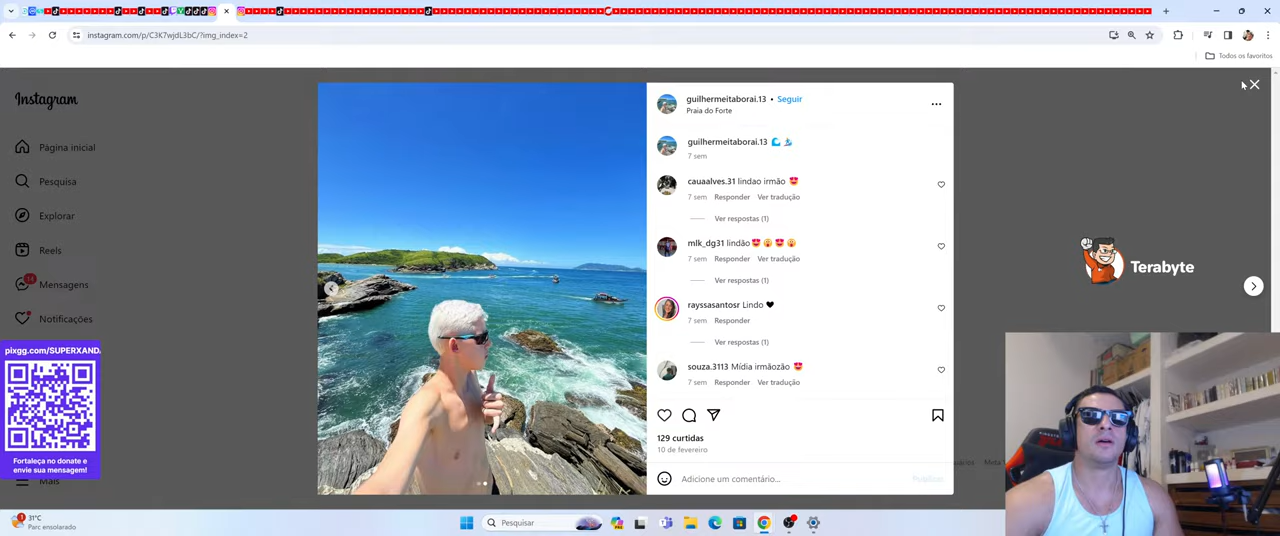 instagram.com/p/C3K7wjdL3bC/?img_index=2
Todos os favoritos
Instagram
Página inicial
Pesquisa
Explorar
Reels
14
Mensagens
Notificações
pixgg.com/SUPERXAND
Fortaleça no donate e
envie sua mensagem!
Mais
guilhermeitaborai.13 • Seguir
Praia do Forte
guilhermeitaborai.13
7 sem
cauaalves.31 lindao irmão
7 sem Responder Ver tradução
Ver respostas (1)
mlk_dg31 lindão
7 sem Responder Ver tradução
Ver respostas (1)
rayssasantosr Lindo
7 sem Responder
Ver respostas (1)
souza.3113 Mídia irmãozão
7 sem Responder Ver tradução
129 curtidas
10 de fevereiro
Adicione um comentário...
Publicar
Terabyte
Meta
31°C
Parc ensolarado
Pesquisar